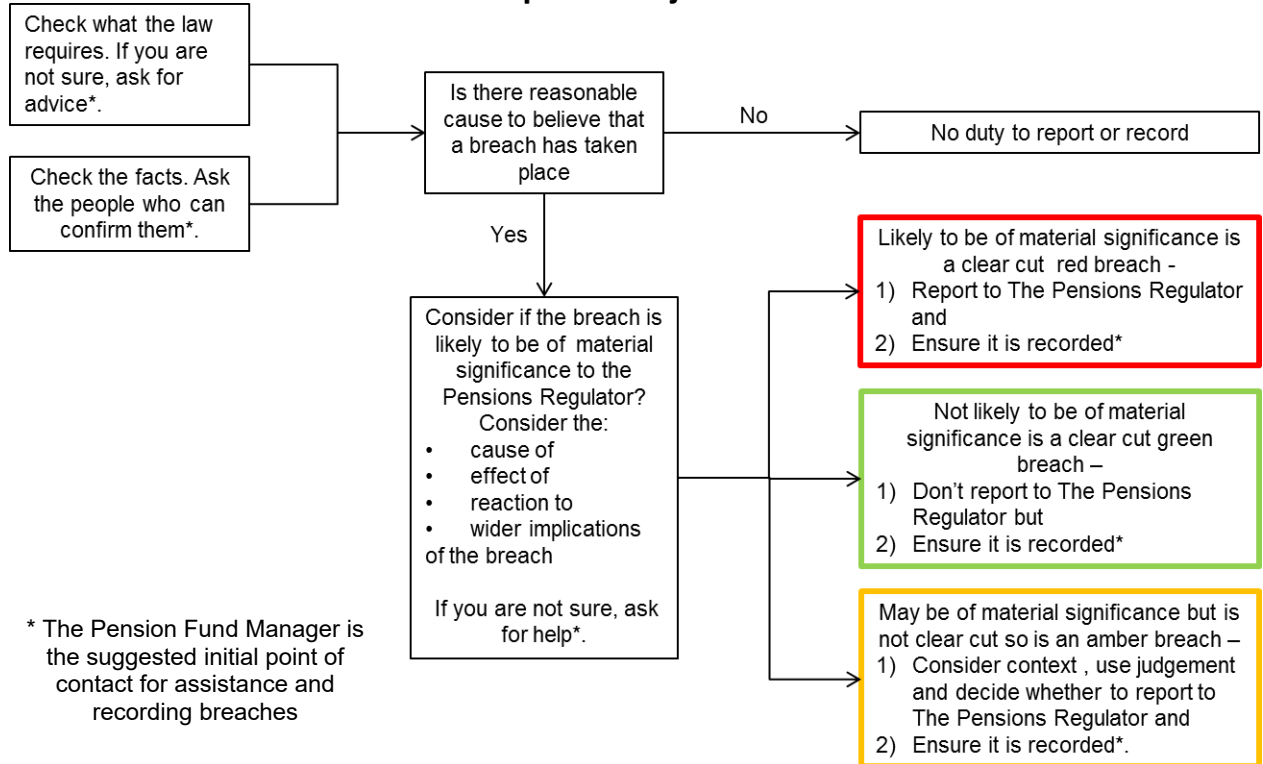 Check what the law
requires. If you are
not sure, ask for
advice*.
Check the facts. Ask
the people who can
confirm them*.
Is there reasonable
cause to believe that
a breach has taken
place
No
No duty to report or record
Yes
Consider if the breach is
likely to be of material
significance to the
Pensions Regulator?
Consider the:
• cause of
• effect of
• reaction to
• wider implications
of the breach
If you are not sure, ask
for help*.
Likely to be of material significance is
a clear cut red breach -
1) Report to The Pensions Regulator
and
2) Ensure it is recorded*
Not likely to be of material
significance is a clear cut green
breach –
1) Don't report to The Pensions
Regulator but
2) Ensure it is recorded*
May be of material significance but is
not clear cut so is an amber breach –
1) Consider context , use judgement
and decide whether to report to
The Pensions Regulator and
2) Ensure it is recorded*.
* The Pension Fund Manager is
the suggested initial point of
contact for assistance and
recording breaches